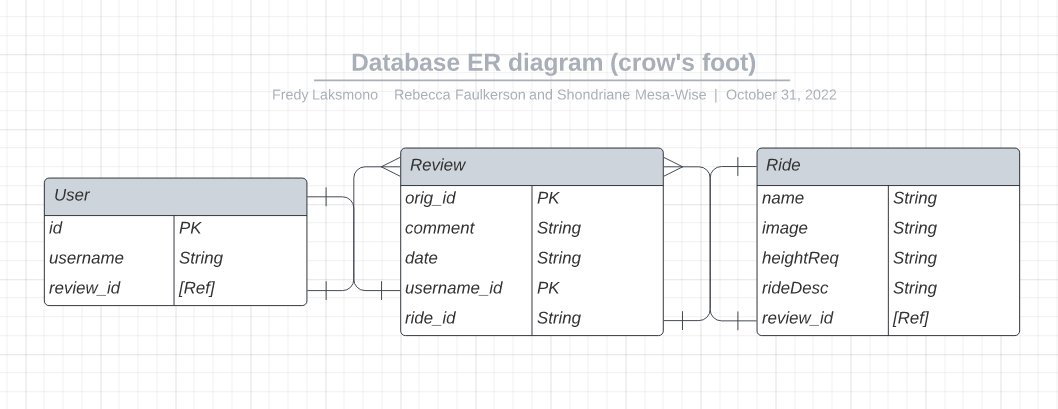 Database ER diagram (crow's foot)
Fredy Laksmono Rebecca Faulkerson and Shondriane Mesa-Wise | October 31, 2022
User
id PK
username String
review_id [Ref]
Review
orig_id PK
comment String
date String
username_id PK
ride_id String
Ride
name String
image String
heightReq String
rideDesc String
review_id [Ref]